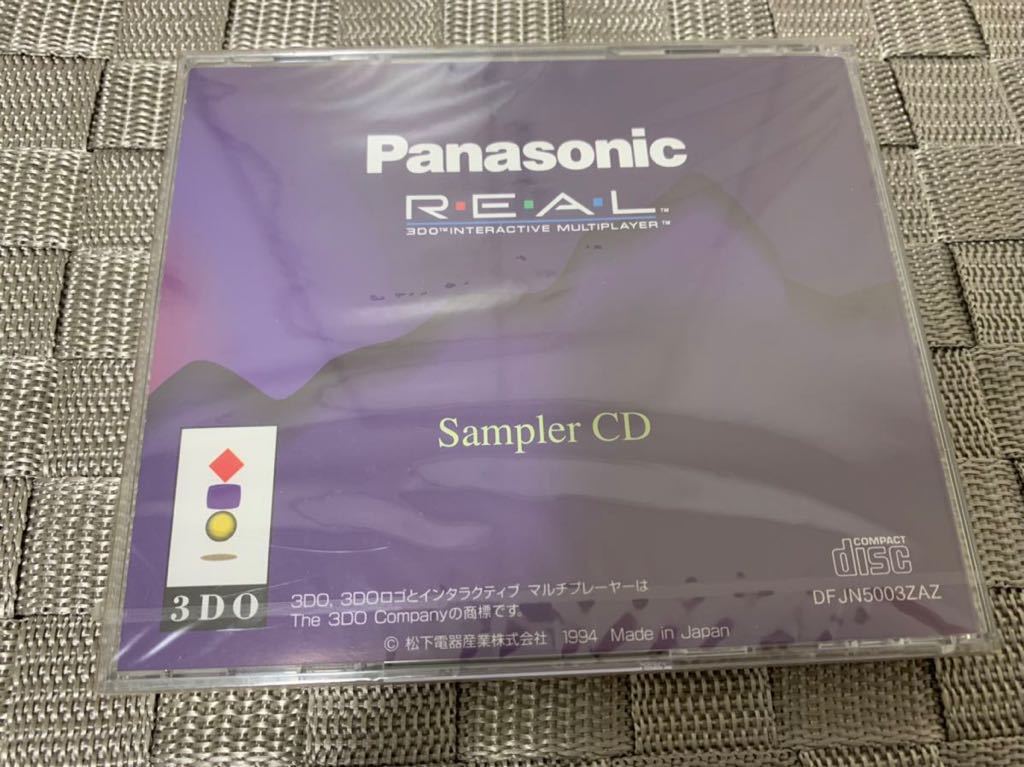 Panasonic
R·E·A·L™
3DO™ INTERACTIVE MULTIPLAYER™
Sampler CD
3DO
COMPACT
disc
DFJN5003ZAZ
3DO, 3DOロゴとインタラクティブ マルチプレーヤーは
The 3DO Companyの商標です。
© 松下電器産業株式会社 1994 Made in Japan